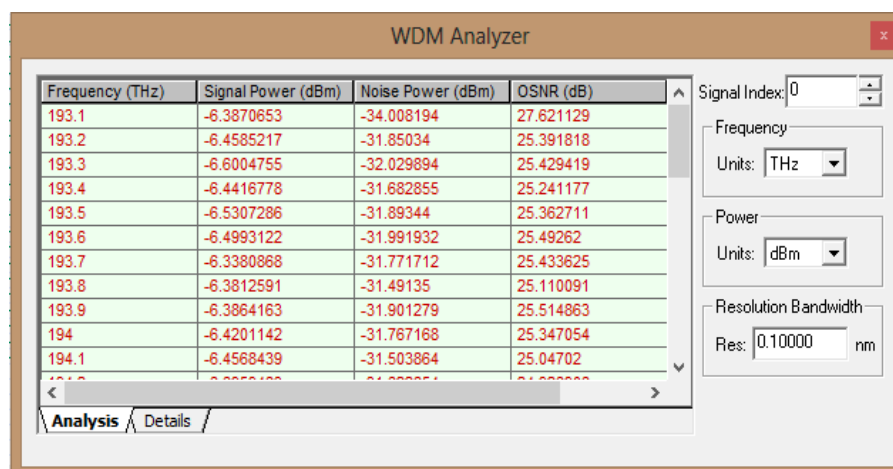 WDM Analyzer
x
Frequency (THz) Signal Power (dBm) Noise Power (dBm) OSNR (dB)
193.1 -6.3870653 -34.008194 27.621129
193.2 -6.4585217 -31.85034 25.391818
193.3 -6.6004755 -32.029894 25.429419
193.4 -6.4416778 -31.682855 25.241177
193.5 -6.5307286 -31.89344 25.362711
193.6 -6.4993122 -31.991932 25.49262
193.7 -6.3380868 -31.771712 25.433625
193.8 -6.3812591 -31.49135 25.110091
193.9 -6.3864163 -31.901279 25.514863
194 -6.4201142 -31.767168 25.347054
194.1 -6.4568439 -31.503864 25.04702
Analysis Details
Signal Index: 0
Frequency
Units: THz
Power
Units: dBm
Resolution Bandwidth
Res: 0.10000 nm